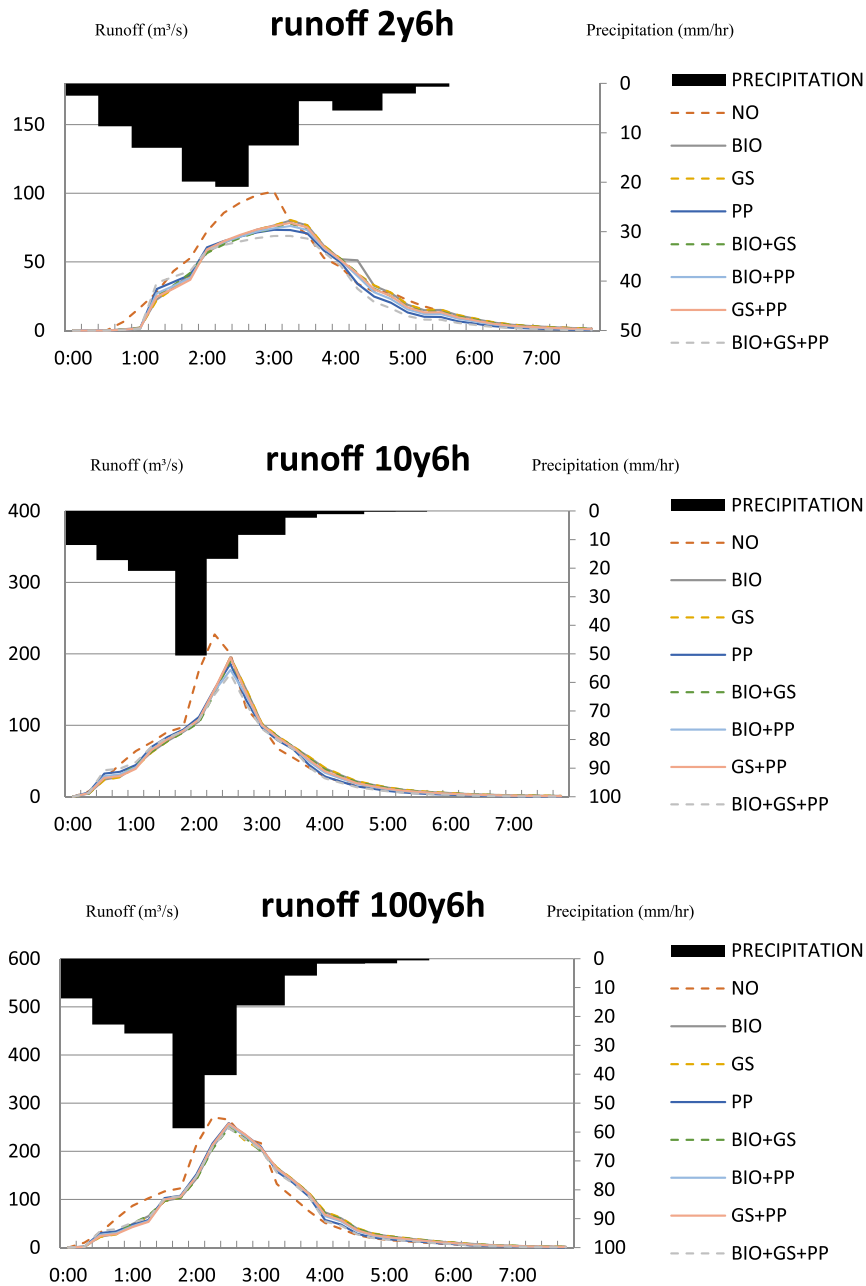 runoff 2y6h
Runoff (m³/s)
Precipitation (mm/hr)
150
100
50
0
0
10
20
30
40
50
0:00 1:00 2:00 3:00 4:00 5:00 6:00 7:00
PRECIPITATION
NO
BIO
GS
PP
BIO+GS
BIO+PP
GS+PP
BIO+GS+PP
runoff 10y6h
Runoff (m³/s)
Precipitation (mm/hr)
400
300
200
100
0
0
10
20
30
40
50
60
70
80
90
100
0:00 1:00 2:00 3:00 4:00 5:00 6:00 7:00
PRECIPITATION
NO
BIO
GS
PP
BIO+GS
BIO+PP
GS+PP
BIO+GS+PP
runoff 100y6h
Runoff (m³/s)
Precipitation (mm/hr)
600
500
400
300
200
100
0
0
10
20
30
40
50
60
70
80
90
100
0:00 1:00 2:00 3:00 4:00 5:00 6:00 7:00
PRECIPITATION
NO
BIO
GS
PP
BIO+GS
BIO+PP
GS+PP
BIO+GS+PP